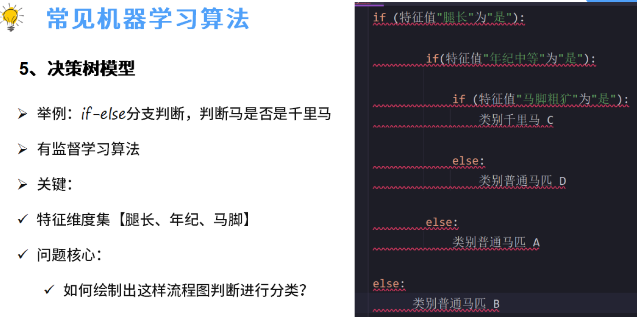 常见机器学习算法
5、决策树模型
举例：if-else分支判断，判断马是否是千里马
有监督学习算法
关键：
特征维度集【腿长、年纪、马脚】
问题核心：
如何绘制出这样流程图判断进行分类？
if (特征值"腿长"为"是"):
if(特征值"年纪中等"为"是"):
if (特征值"马脚粗犷"为"是"):
类别千里马 C
else:
类别普通马匹 D
else:
类别普通马匹 A
else:
类别普通马匹 B